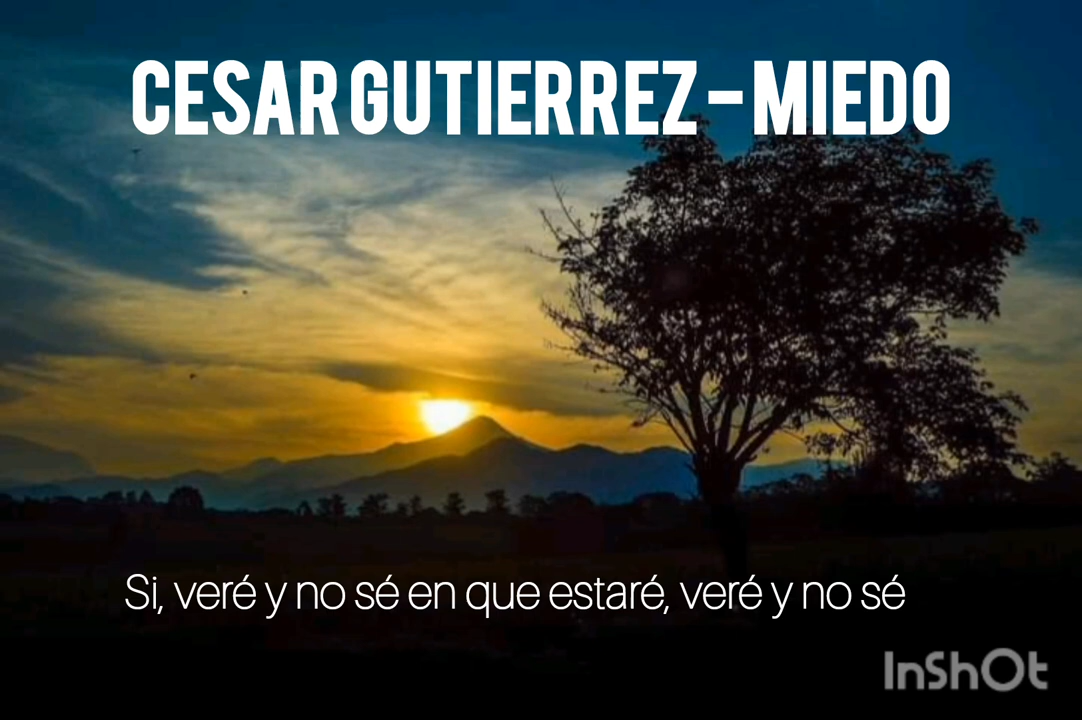 CESAR GUTIERREZ - MIEDO
Si, veré y no sé en que estaré, veré y no sé
InShOt